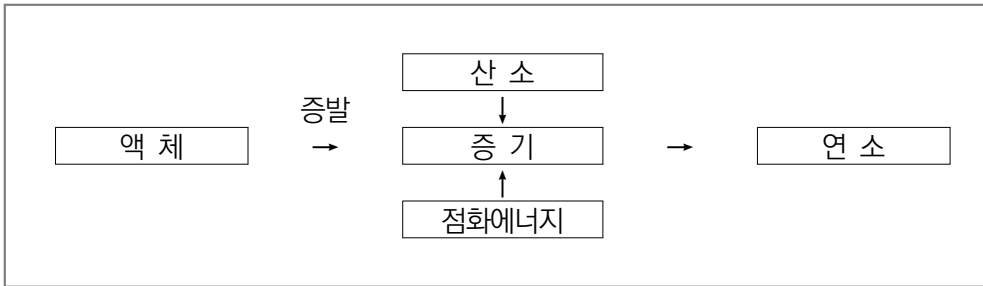 산 소
증발
액 체 → 증 기 → 연 소
점화에너지